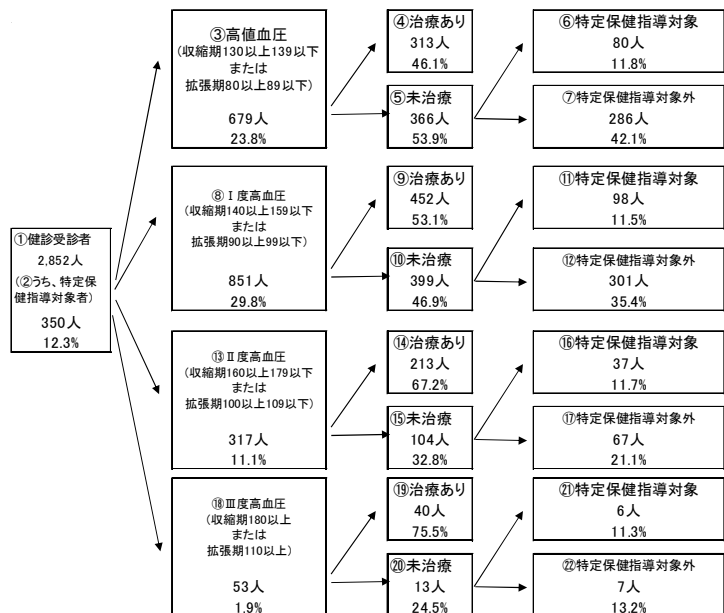 ①健診受診者
2,852人
(②うち、特定保
健指導対象者)
350人
12.3%
③高値血圧
(収縮期130以上139以下
または
拡張期80以上89以下)
679人
23.8%
④治療あり
313人
46.1%
⑤未治療
366人
53.9%
⑥特定保健指導対象
80人
11.8%
⑦特定保健指導対象外
286人
42.1%
⑧Ⅰ度高血圧
(収縮期140以上159以下
または
拡張期90以上99以下)
851人
29.8%
⑨治療あり
452人
53.1%
⑩未治療
399人
46.9%
⑪特定保健指導対象
98人
11.5%
⑫特定保健指導対象外
301人
35.4%
⑬Ⅱ度高血圧
(収縮期160以上179以下
または
拡張期100以上109以下)
317人
11.1%
⑭治療あり
213人
67.2%
⑮未治療
104人
32.8%
⑯特定保健指導対象
37人
11.7%
⑰特定保健指導対象外
67人
21.1%
⑱Ⅲ度高血圧
(収縮期180以上
または
拡張期110以上)
53人
1.9%
⑲治療あり
40人
75.5%
⑳未治療
13人
24.5%
㉑特定保健指導対象
6人
11.3%
㉒特定保健指導対象外
7人
13.2%